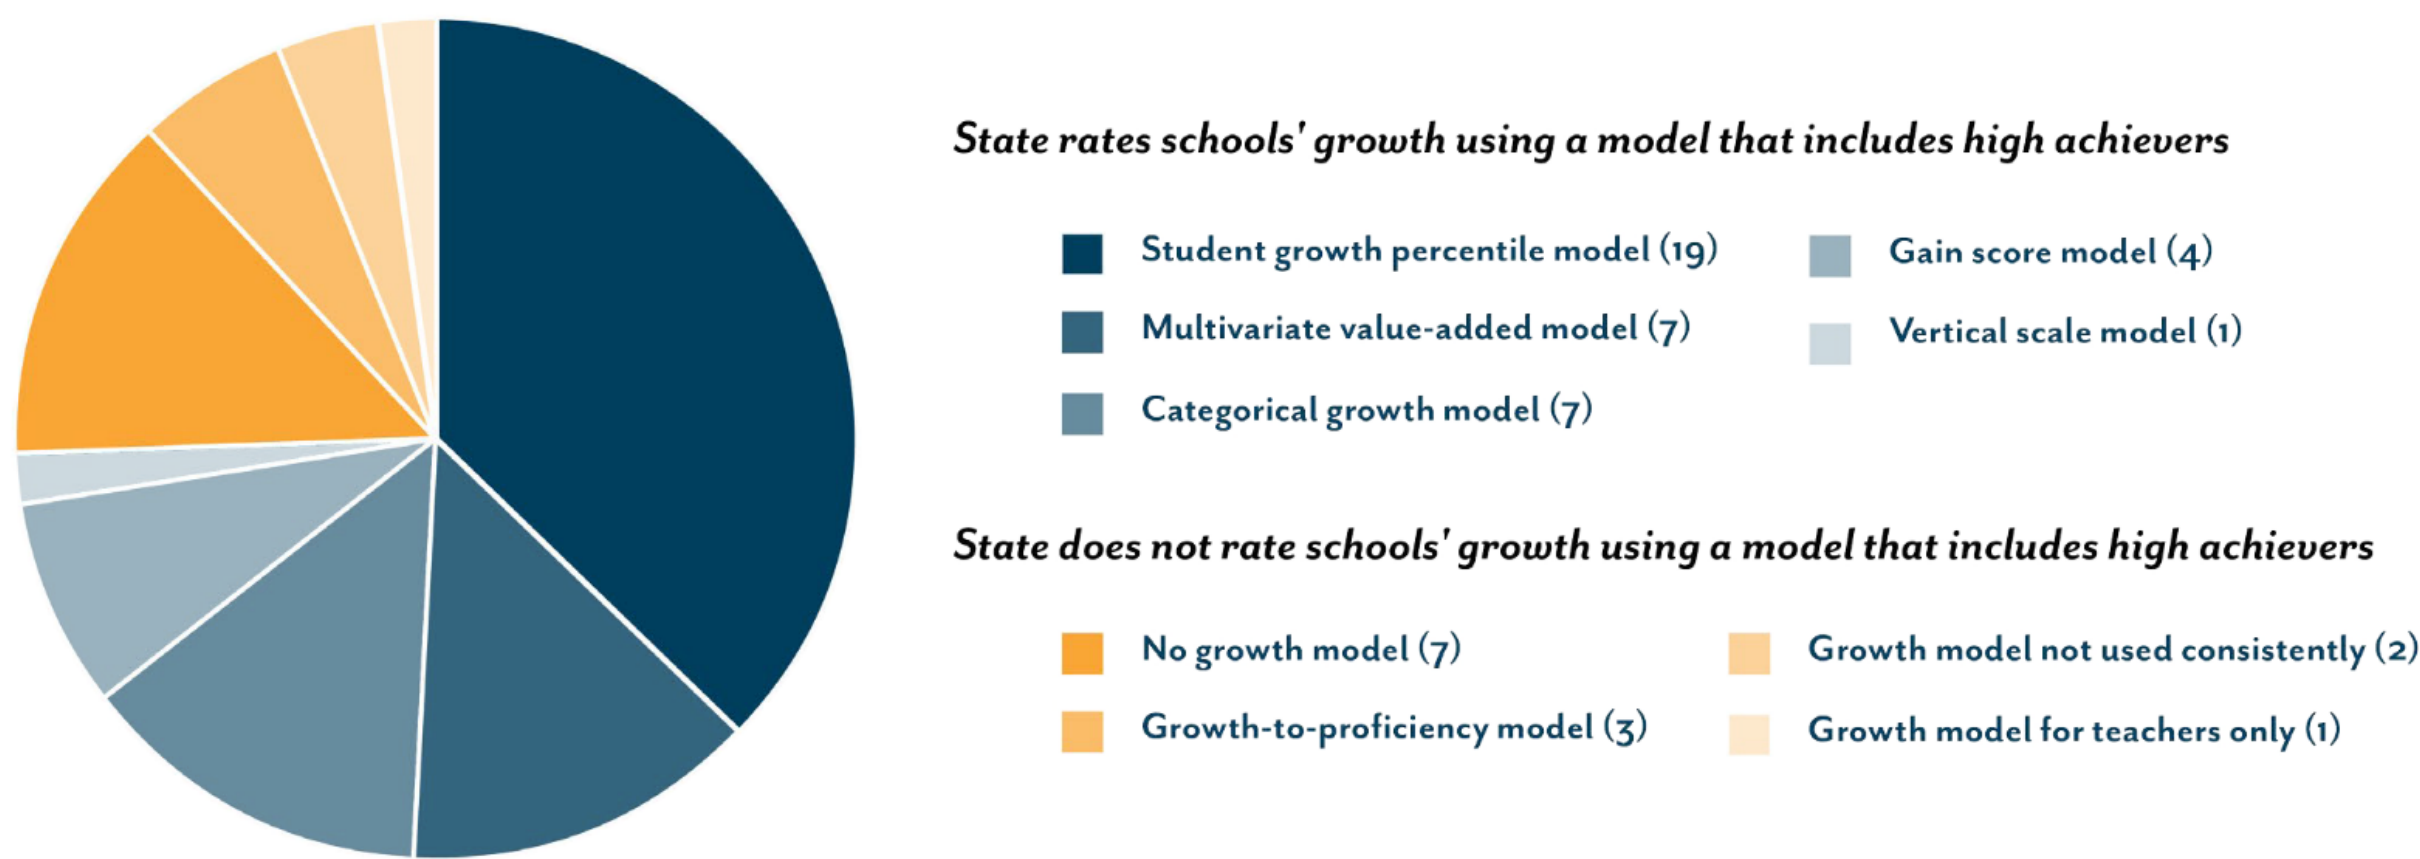 State rates schools' growth using a model that includes high achievers
Student growth percentile model (19)
Multivariate value-added model (7)
Categorical growth model (7)
Gain score model (4)
Vertical scale model (1)
State does not rate schools' growth using a model that includes high achievers
No growth model (7)
Growth-to-proficiency model (3)
Growth model not used consistently (2)
Growth model for teachers only (1)